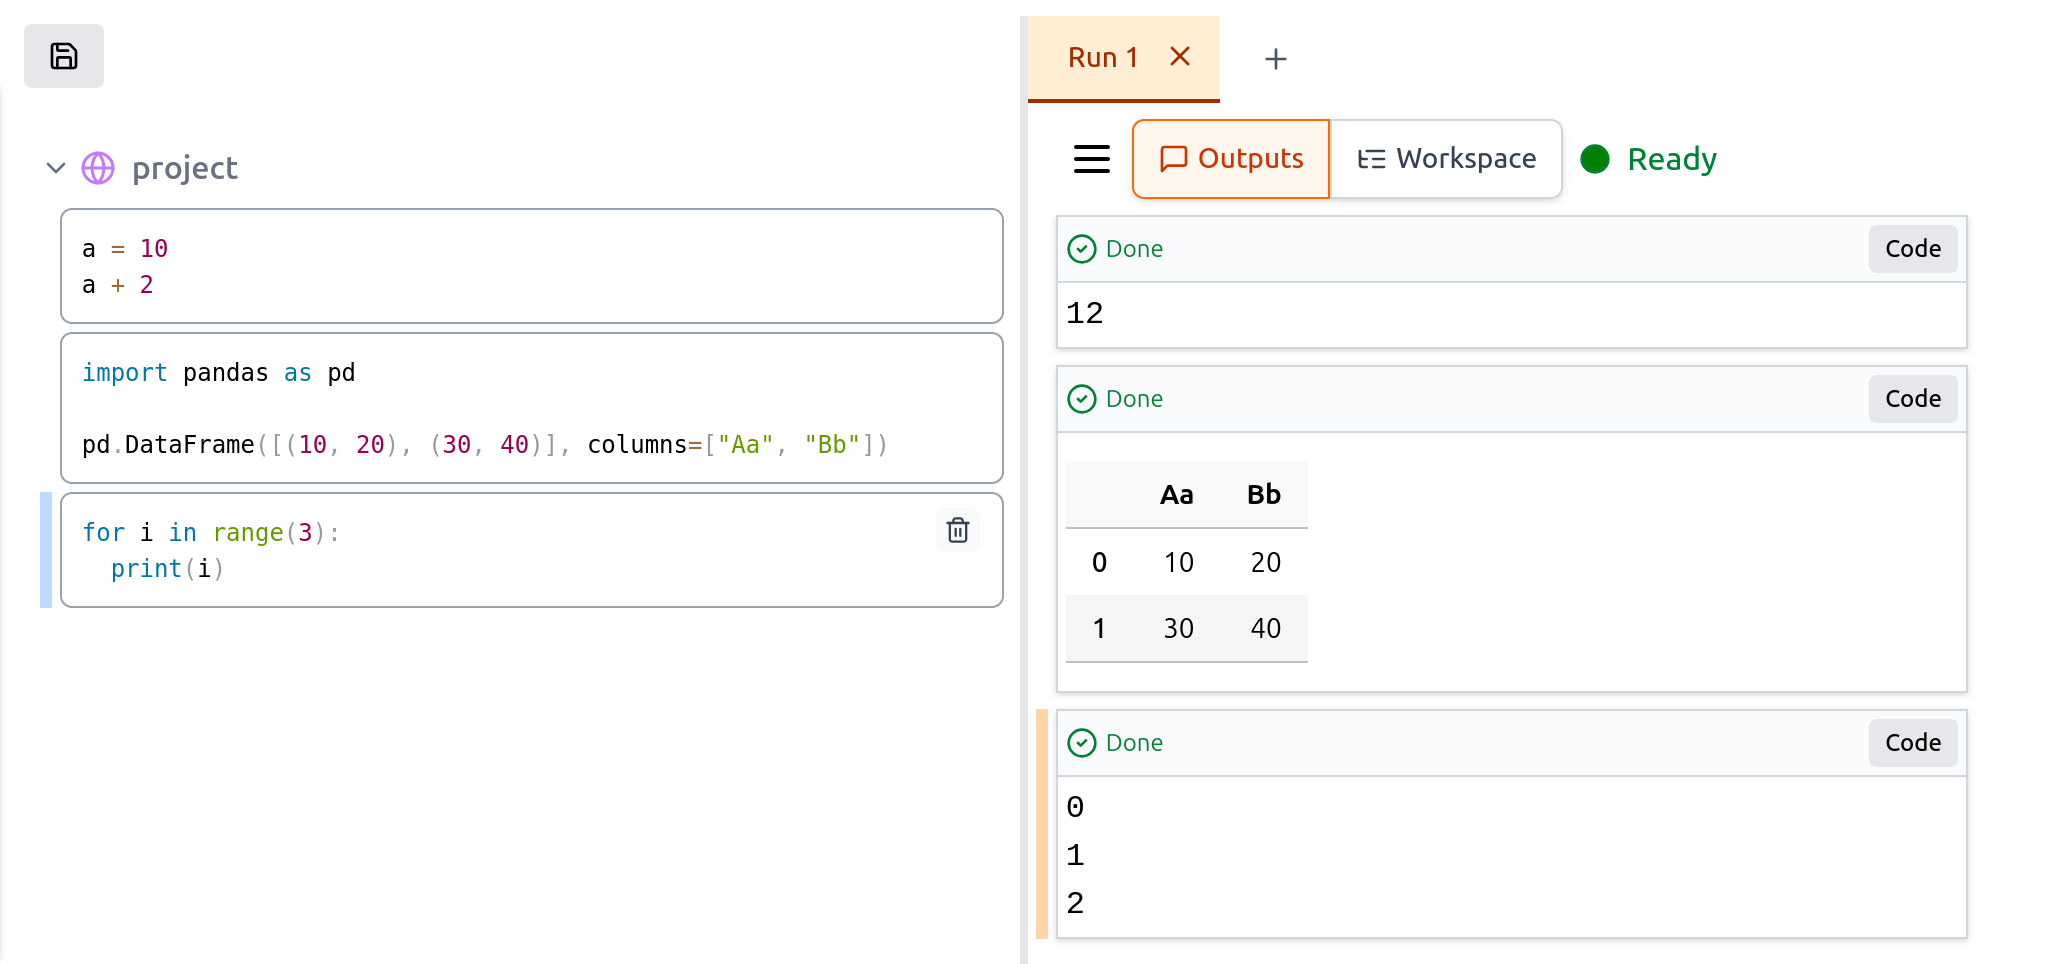 project
a = 10
a + 2
import pandas as pd
pd.DataFrame([(10, 20), (30, 40)], columns=["Aa", "Bb"])
for i in range(3):
  print(i)
Run 1
Outputs Workspace Ready
Done Code
12
Done Code
Aa Bb
0 10 20
1 30 40
Done Code
0
1
2